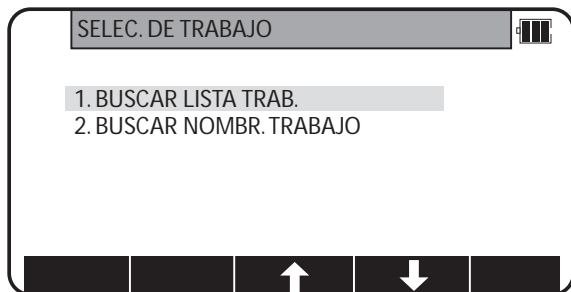 SELEC. DE TRABAJO
1. BUSCAR LISTA TRAB.
2. BUSCAR NOMBR. TRABAJO